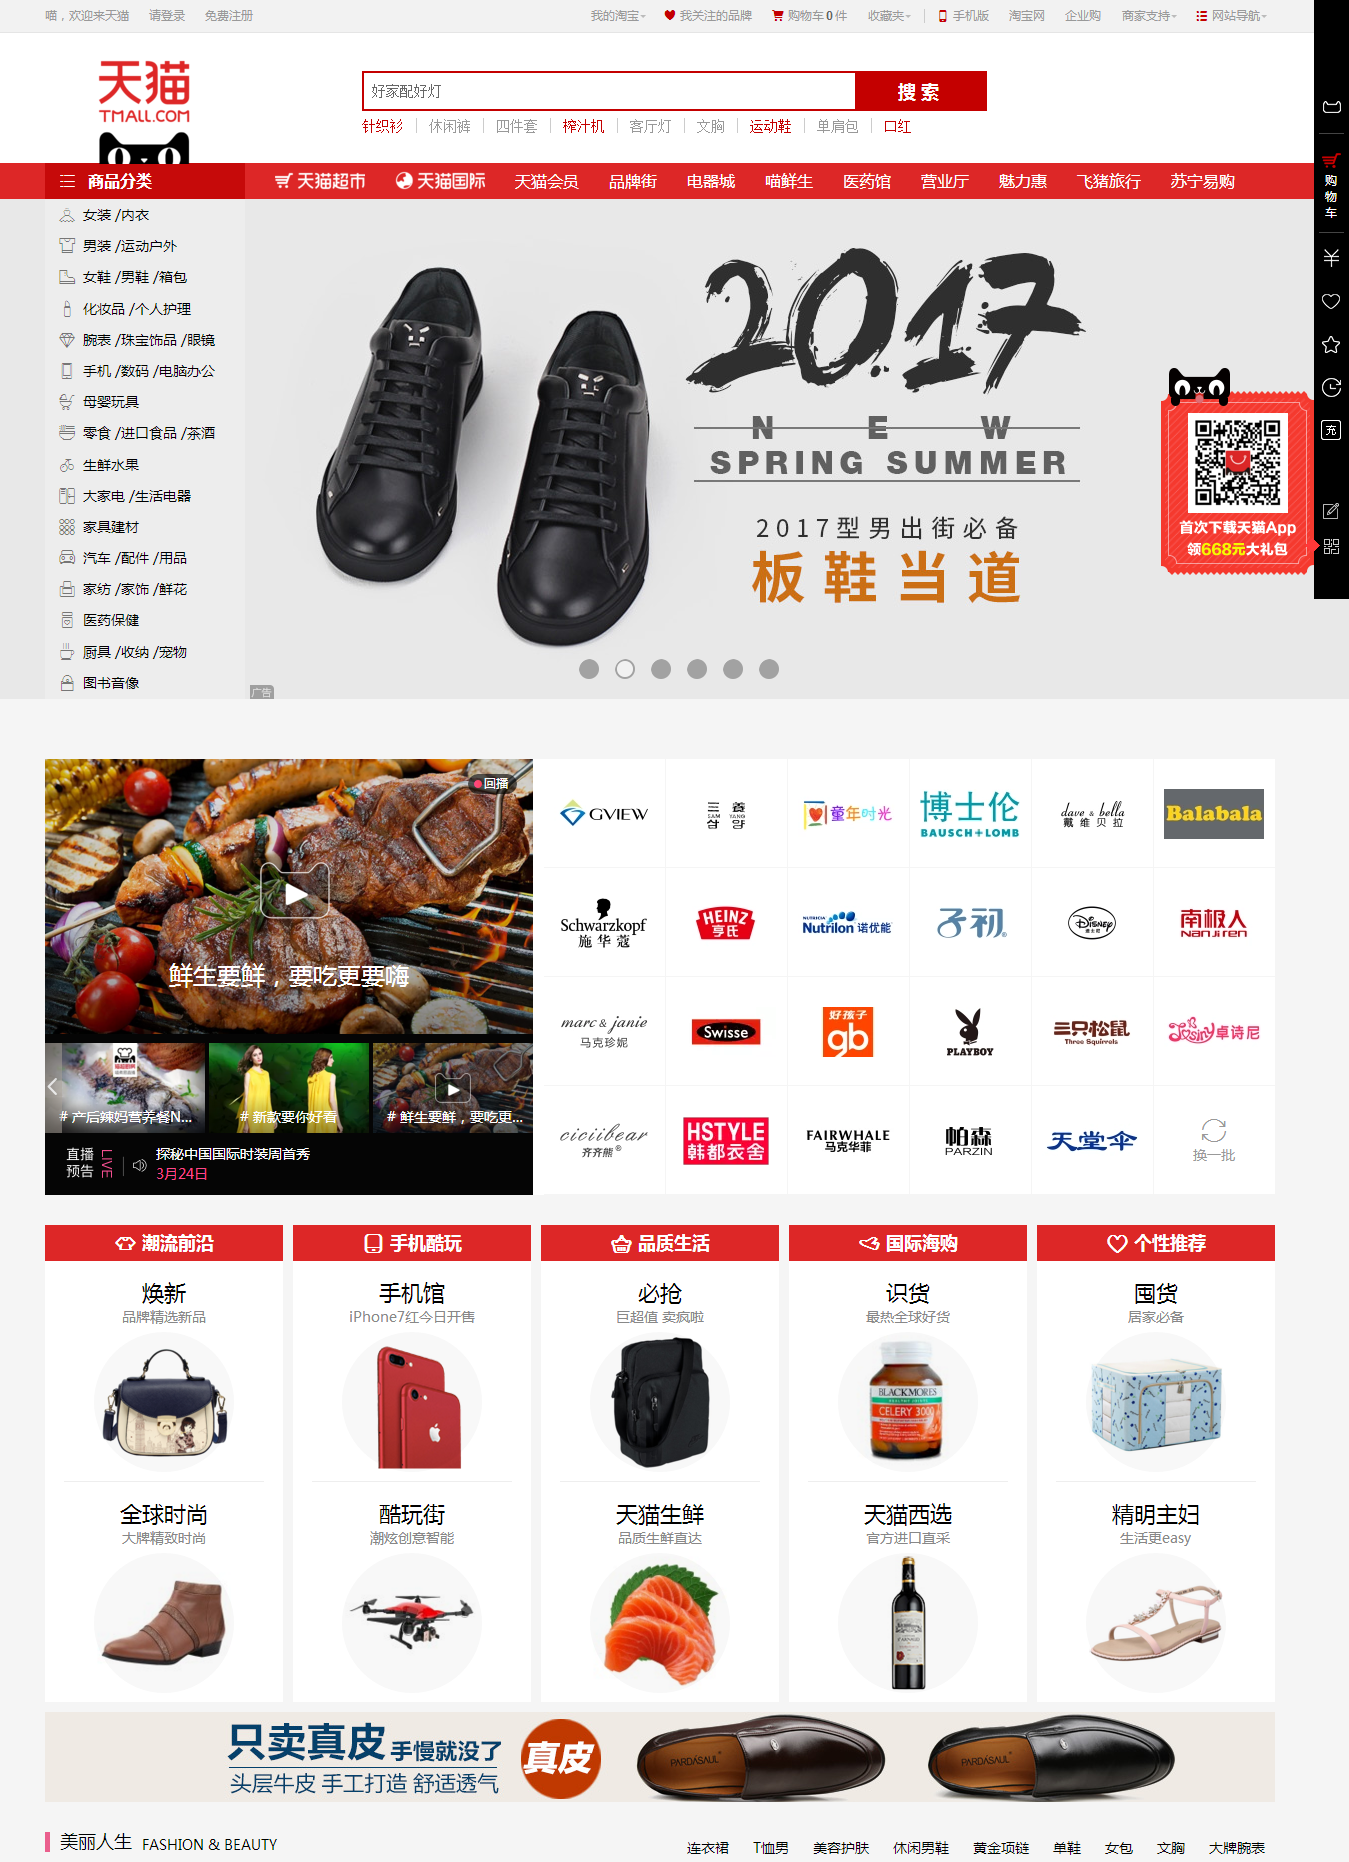 喵，欢迎来天猫 请登录 免费注册 我的淘宝 我关注的品牌 购物车0件 收藏夹 手机版 淘宝网 企业购 商家支持 网站导航
天猫
TMALL.COM
好家配好灯 搜索
针织衫 休闲裤 四件套 榨汁机 客厅灯 文胸 运动鞋 单肩包 口红
商品分类 天猫超市 天猫国际 天猫会员 品牌街 电器城 喵鲜生 医药馆 营业厅 魅力惠 飞猪旅行 苏宁易购
购物车
女装 /内衣
男装 /运动户外
女鞋 /男鞋 /箱包
化妆品 /个人护理
腕表 /珠宝饰品 /眼镜
手机 /数码 /电脑办公
母婴玩具
零食 /进口食品 /茶酒
生鲜水果
大家电 /生活电器
家具建材
汽车 /配件 /用品
家纺 /家饰 /鲜花
医药保健
厨具 /收纳 /宠物
图书音像
2017
NEW
SPRING SUMMER
2017型男出街必备
板鞋当道
广告
充
首次下载天猫App
领668元大礼包
回播
鲜生要鲜，要吃更要嗨
# 产后辣妈营养餐N...
# 新款要你好看
# 鲜生要鲜，要吃更...
直播预告 LIVE
探秘中国国际时装周首秀
3月24日
GVIEW
三养
SAM YANG
삼양
童年时光
博士伦
BAUSCH+LOMB
dave & bella
戴维贝拉
Balabala
Schwarzkopf
施华蔻
HEINZ
亨氏
NUTRICIA
Nutrilon 诺优能
子初
Disney
迪士尼
南极人
NanJiren
marc & janie
马克珍妮
Swisse
好孩子
gb
PLAYBOY
三只松鼠
Three Squirrels
Josiny 卓诗尼
ciciibear
齐齐熊
HSTYLE
韩都衣舍
FAIRWHALE
马克华菲
帕森
PARZIN
天堂伞
换一批
潮流前沿 手机酷玩 品质生活 国际海购 个性推荐
焕新 手机馆 必抢 识货 囤货
品牌精选新品 iPhone7红今日开售 巨超值 卖疯啦 最热全球好货 居家必备
BLACKMORES
CELERY 3000
全球时尚 酷玩街 天猫生鲜 天猫西选 精明主妇
大牌精致时尚 潮炫创意智能 品质生鲜直达 官方进口直采 生活更easy
只卖真皮 手慢就没了
头层牛皮 手工打造 舒适透气
真皮
PARDASAUL
PARDASAUL
美丽人生 FASHION & BEAUTY 连衣裙 T恤男 美容护肤 休闲男鞋 黄金项链 单鞋 女包 文胸 大牌腕表